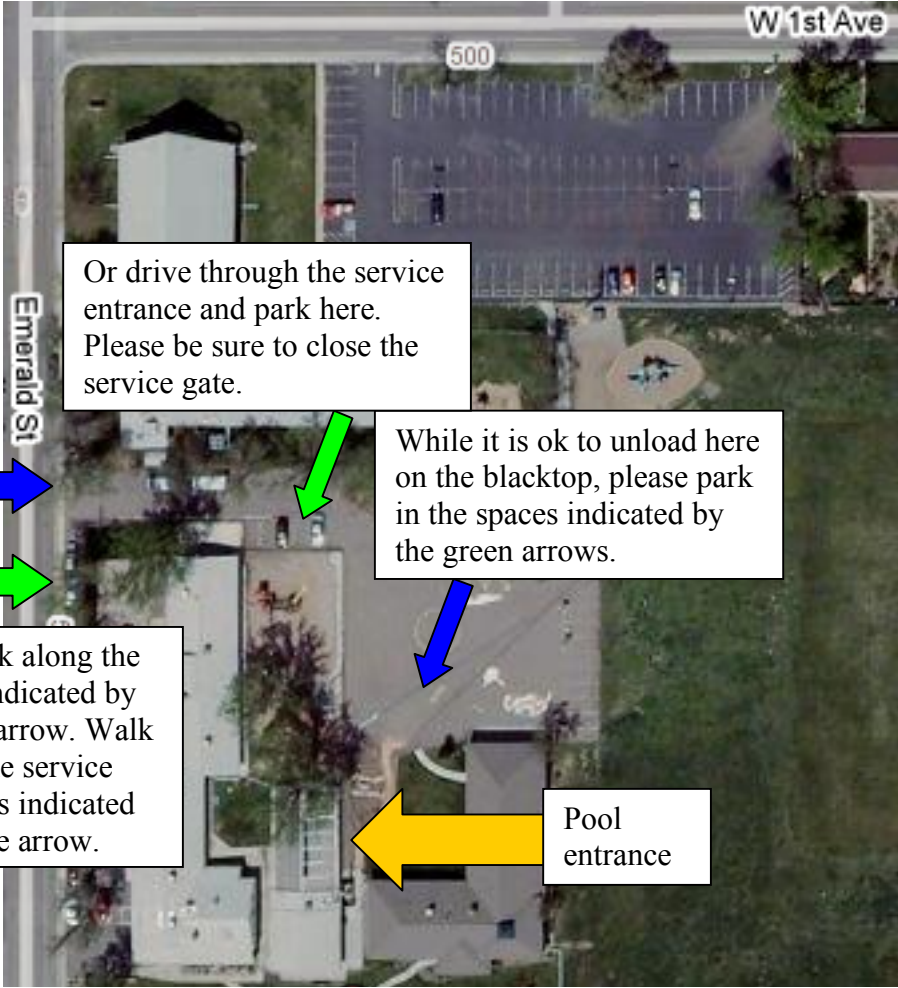 W 1st Ave
500
Emerald St
Or drive through the service
entrance and park here.
Please be sure to close the
service gate.
While it is ok to unload here
on the blacktop, please park
in the spaces indicated by
the green arrows.
k along the
ndicated by
arrow. Walk
e service
s indicated
e arrow.
Pool
entrance